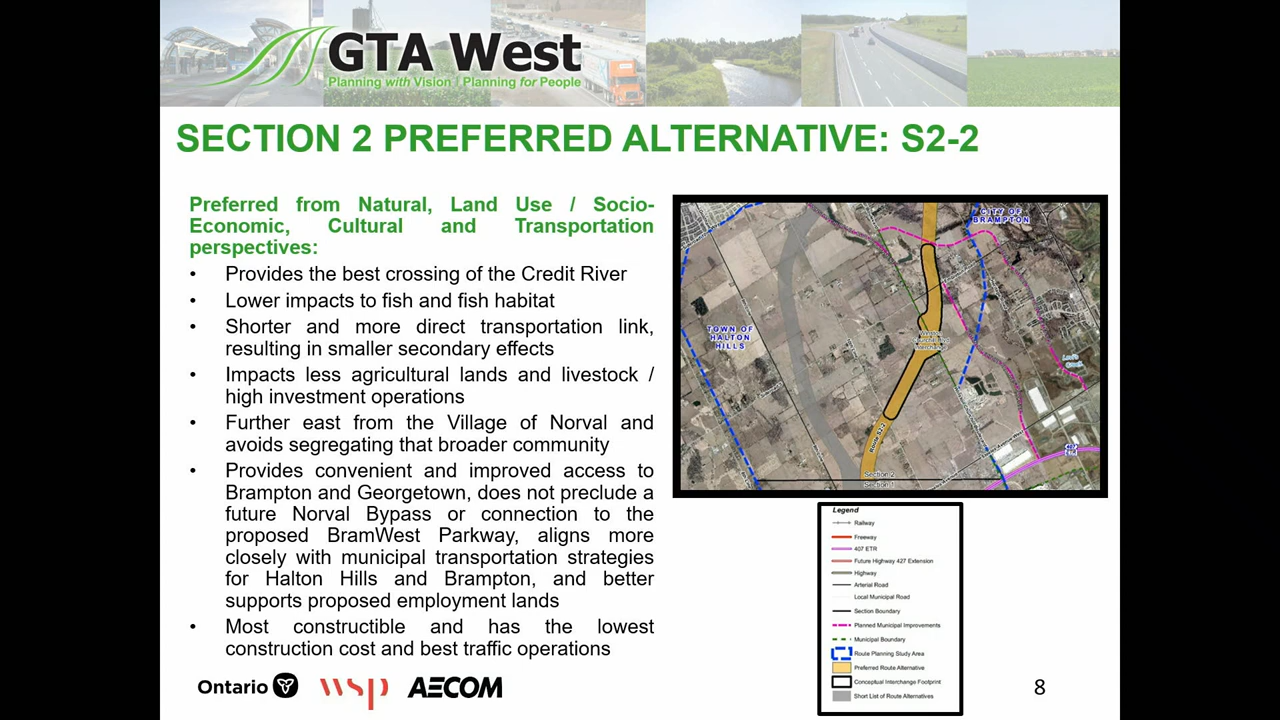 GTA West
Planning with Vision | Planning for People
SECTION 2 PREFERRED ALTERNATIVE: S2-2
Preferred from Natural, Land Use / Socio-
Economic, Cultural and Transportation
perspectives:
• Provides the best crossing of the Credit River
• Lower impacts to fish and fish habitat
• Shorter and more direct transportation link,
resulting in smaller secondary effects
• Impacts less agricultural lands and livestock /
high investment operations
• Further east from the Village of Norval and
avoids segregating that broader community
• Provides convenient and improved access to
Brampton and Georgetown, does not preclude a
future Norval Bypass or connection to the
proposed BramWest Parkway, aligns more
closely with municipal transportation strategies
for Halton Hills and Brampton, and better
supports proposed employment lands
• Most constructible and has the lowest
construction cost and best traffic operations
CITY OF
BRAMPTON
TOWN OF
HALTON
HILLS
Route S2-2
407
ETR
Section 2
Section 1
Legend
Railway
Freeway
407 ETR
Future Highway 427 Extension
Highway
Arterial Road
Local Municipal Road
Section Boundary
Planned Municipal Improvements
Municipal Boundary
Route Planning Study Area
Preferred Route Alternative
Conceptual Interchange Footprint
Short List of Route Alternatives
Ontario
wsp
AECOM
8